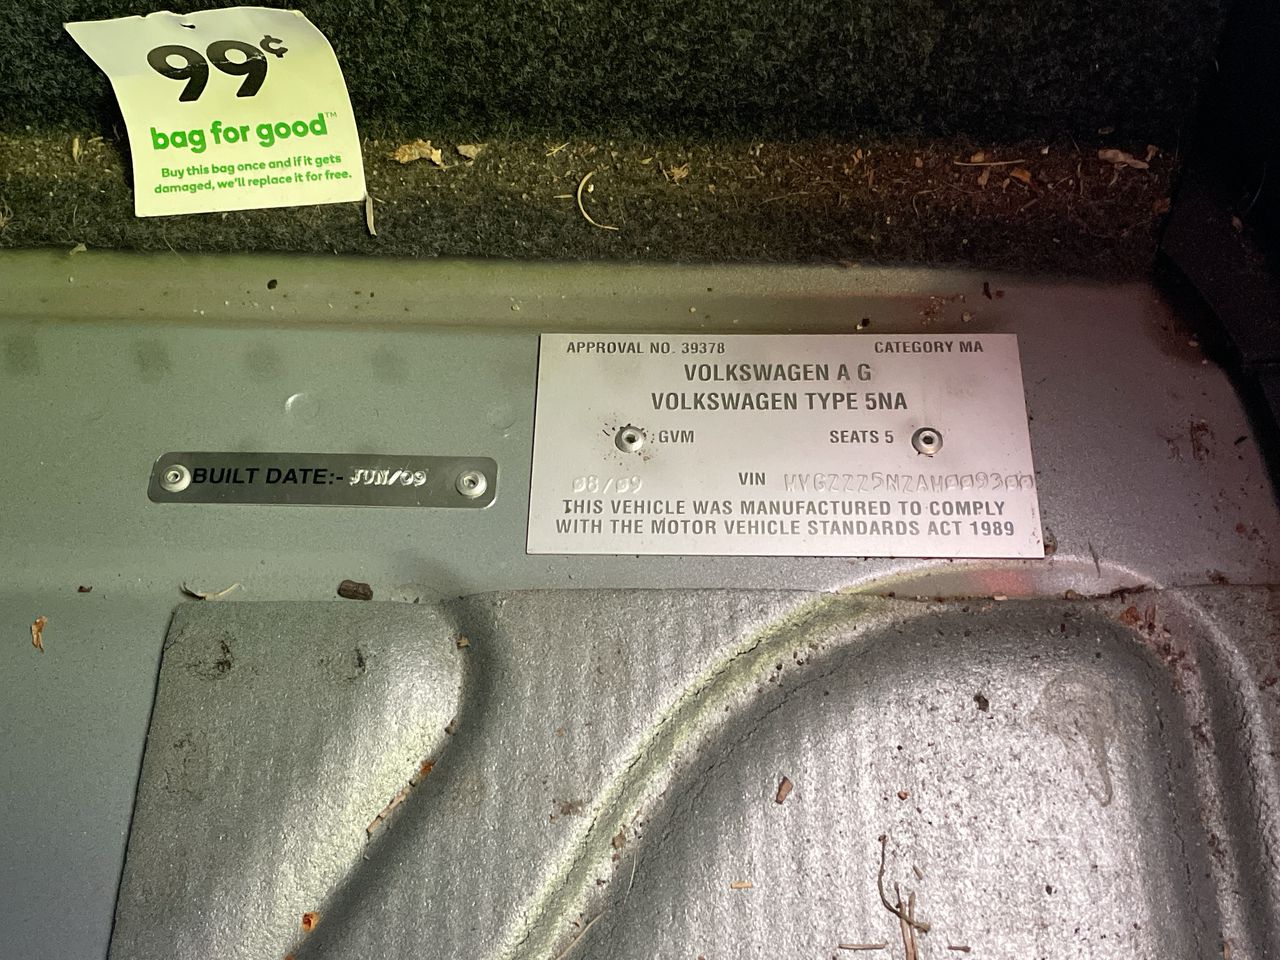 99¢
bag for good™
Buy this bag once and if it gets
damaged, we'll replace it for free.
APPROVAL NO. 39378 CATEGORY MA
VOLKSWAGEN A G
VOLKSWAGEN TYPE 5NA
GVM SEATS 5
BUILT DATE:- JUN/09
08/09 VIN
THIS VEHICLE WAS MANUFACTURED TO COMPLY
WITH THE MOTOR VEHICLE STANDARDS ACT 1989